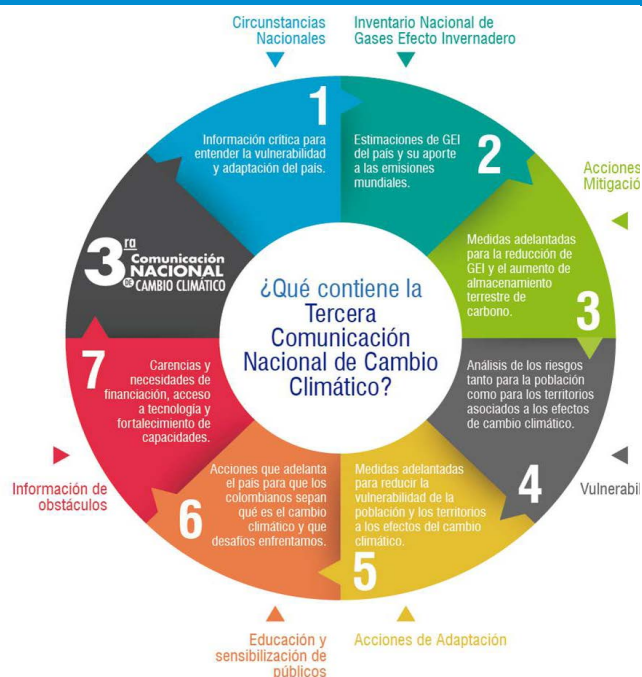 Circunstancias
Nacionales
Inventario Nacional de
Gases Efecto Invernadero
1
Información crítica para
entender la vulnerabilidad
y adaptación del país.
Estimaciones de GEI
del país y su aporte
a las emisiones
mundiales.
2
Acciones
Mitigació
Medidas adelantadas
para la reducción de
GEI y el aumento de
almacenamiento
terrestre de
carbono.
3
3ra
Comunicación
NACIONAL
DE CAMBIO CLIMÁTICO
¿Qué contiene la
Tercera
Comunicación
Nacional de Cambio
Climático?
7
Carencias y
necesidades de
financiación, acceso
a tecnología y
fortalecimiento de
capacidades.
Análisis de los riesgos
tanto para la población
como para los territorios
asociados a los efectos
de cambio climático.
4
Vulnerabil
Información de
obstáculos
Acciones que adelanta
el país para que los
colombianos sepan
qué es el cambio
climático y que
desafíos enfrentamos.
6
Medidas adelantadas
para reducir la
vulnerabilidad de la
población y los territorios
a los efectos del cambio
climático.
5
Educación y
sensibilización de
públicos
Acciones de Adaptación